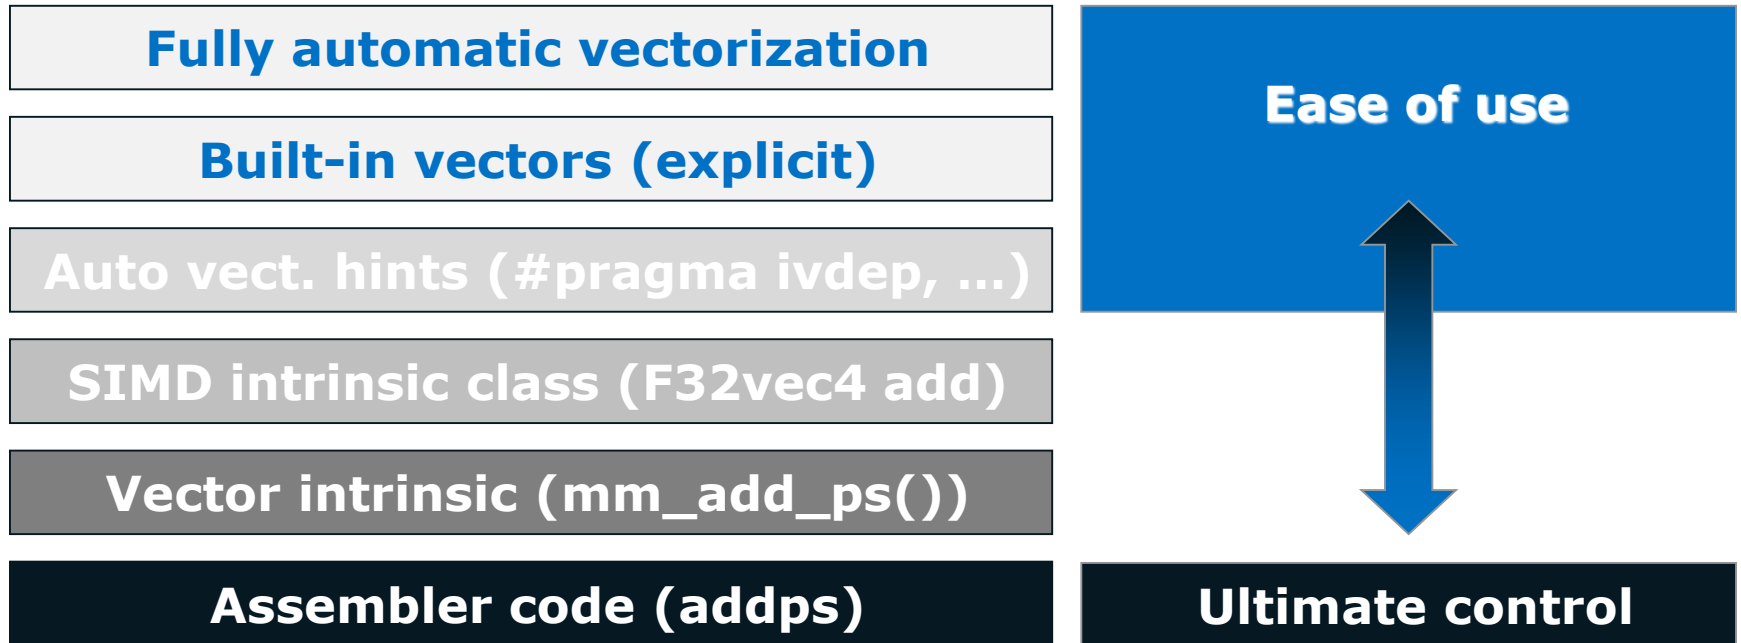 Fully automatic vectorization
Built-in vectors (explicit)
Auto vect. hints (#pragma ivdep, …)
SIMD intrinsic class (F32vec4 add)
Vector intrinsic (mm_add_ps())
Assembler code (addps)
Ease of use
Ultimate control